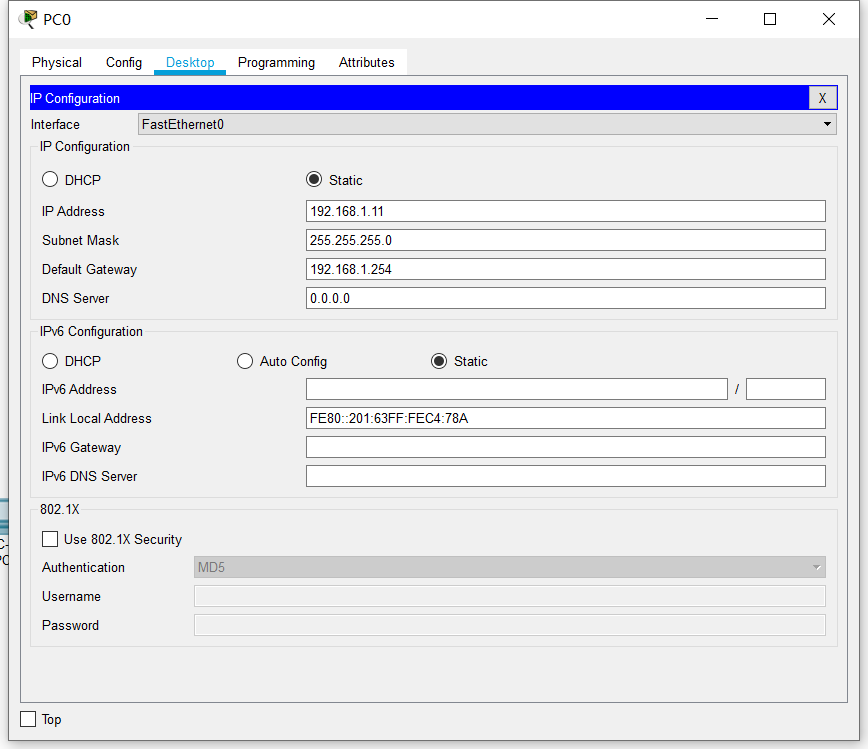 PC0
Physical Config Desktop Programming Attributes
IP Configuration X
Interface FastEthernet0
IP Configuration
DHCP Static
IP Address 192.168.1.11
Subnet Mask 255.255.255.0
Default Gateway 192.168.1.254
DNS Server 0.0.0.0
IPv6 Configuration
DHCP Auto Config Static
IPv6 Address /
Link Local Address FE80::201:63FF:FEC4:78A
IPv6 Gateway
IPv6 DNS Server
802.1X
Use 802.1X Security
Authentication MD5
Username
Password
Top